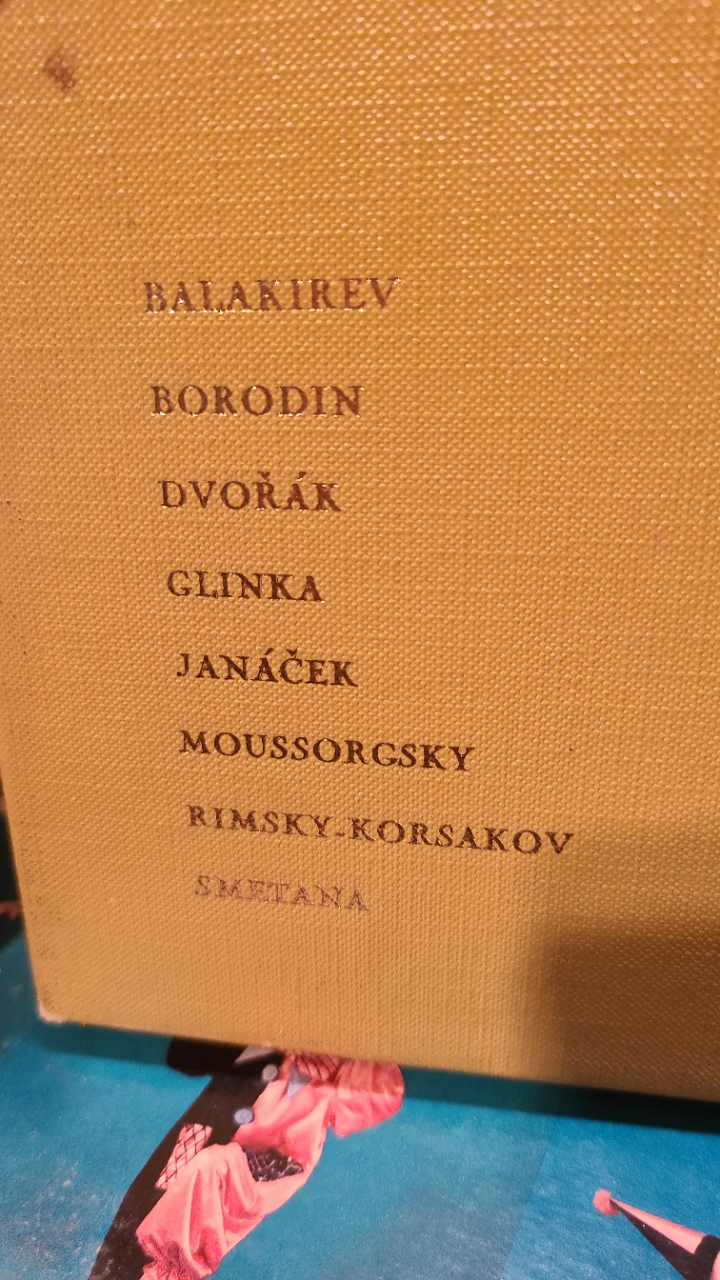 BALAKIREV
BORODIN
DVOŘÁK
GLINKA
JANÁČEK
MOUSSORGSKY
RIMSKY-KORSAKOV
SMETANA